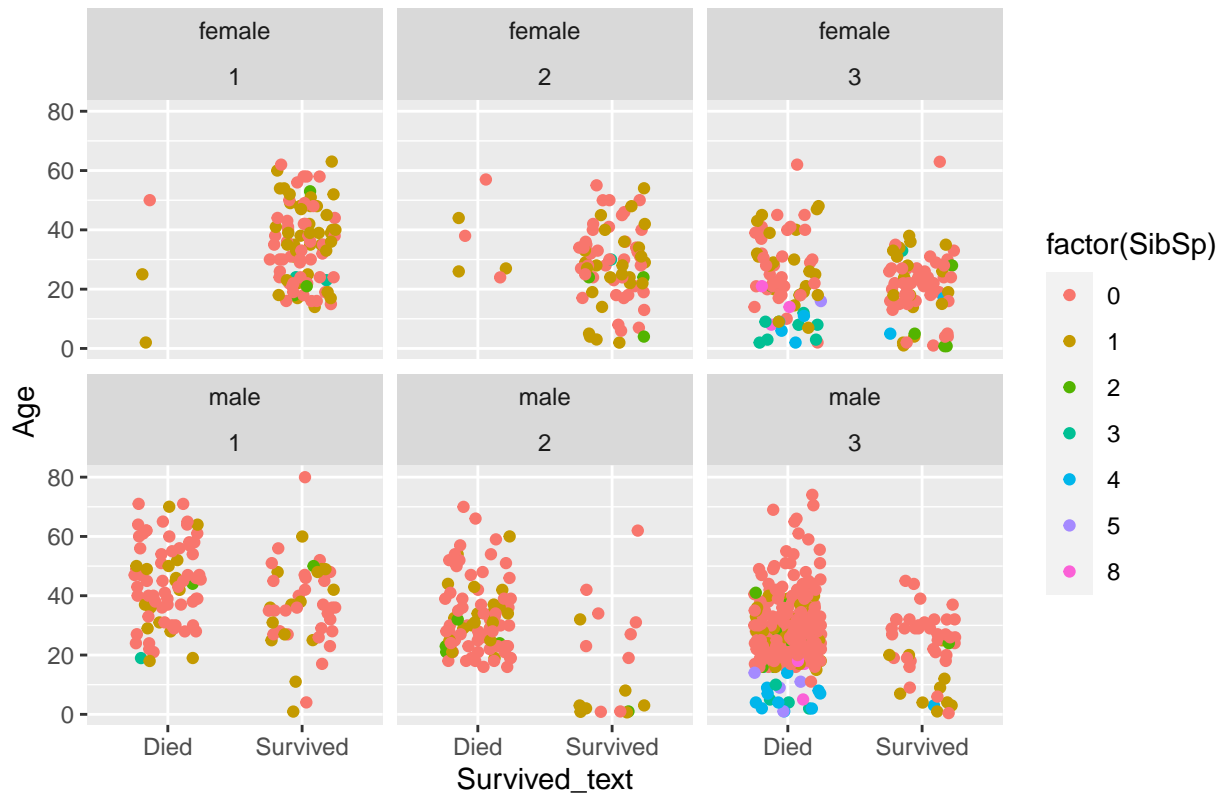 female female female
1 2 3
80
60
40
20
0
male male male
1 2 3
80
60
40
20
0
Died Survived Died Survived Died Survived
Survived_text
Age
factor(SibSp)
0
1
2
3
4
5
8